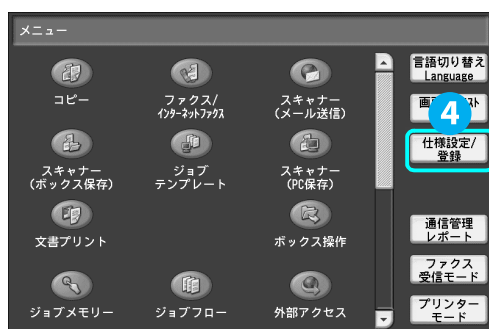 メニュー
コピー
ファクス/
インターネットファクス
スキャナー
(メール送信)
スキャナー
(ボックス保存)
ジョブ
テンプレート
スキャナー
(PC保存)
文書プリント
ボックス操作
ジョブメモリー
ジョブフロー
外部アクセス
言語切り替え
Language
4
仕様設定/
登録
通信管理
レポート
ファクス
受信モード
プリンター
モード